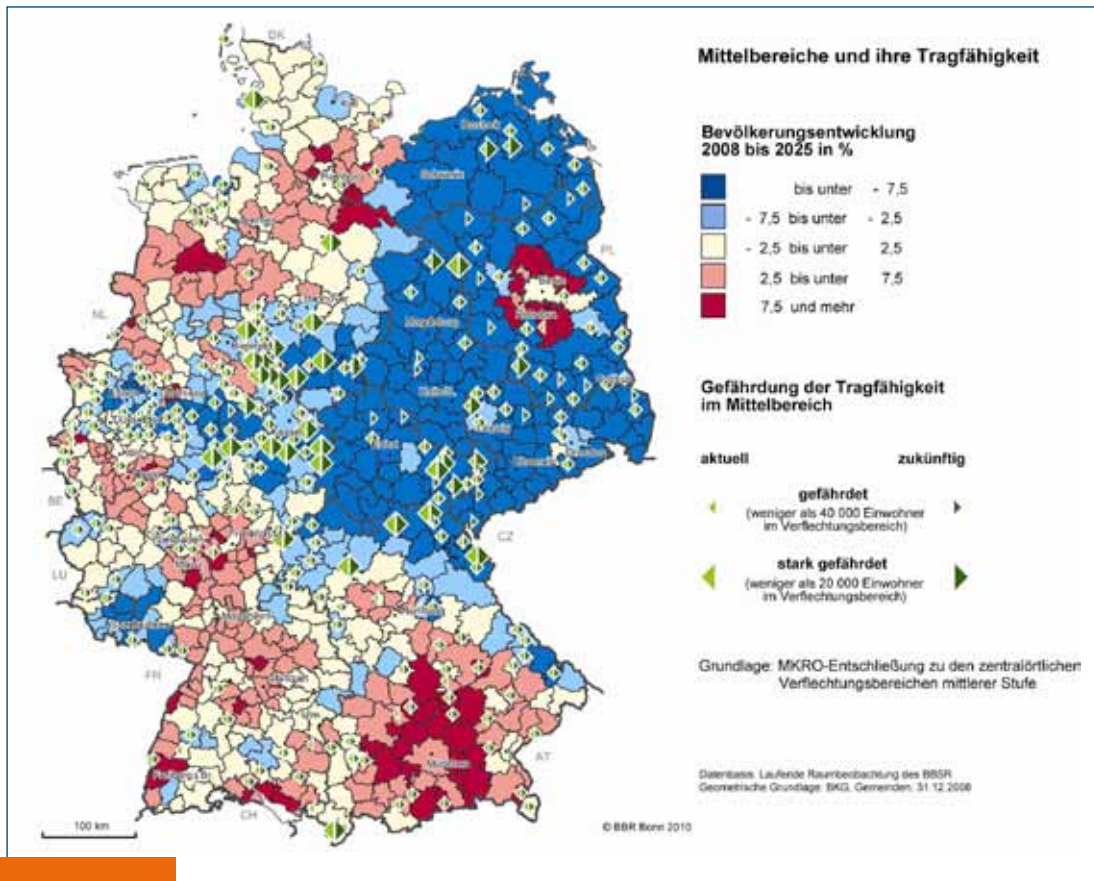 Mittelbereiche und ihre Tragfähigkeit
Bevölkerungsentwicklung
2008 bis 2025 in %
bis unter - 7,5
- 7,5 bis unter - 2,5
- 2,5 bis unter 2,5
2,5 bis unter 7,5
7,5 und mehr
Gefährdung der Tragfähigkeit
im Mittelbereich
aktuell zukünftig
gefährdet
(weniger als 40 000 Einwohner
im Verflechtungsbereich)
stark gefährdet
(weniger als 20 000 Einwohner
im Verflechtungsbereich)
Grundlage: MKRO-Entschließung zu den zentralörtlichen
Verflechtungsbereichen mittlerer Stufe
Datenbasis: Laufende Raumbeobachtung des BBSR
Geometrische Grundlage: BKG, Gemeinden, 31.12.2008
© BBR Bonn 2010
100 km
DK
PL
NL
BE
LU
CZ
FR
AT
CH
Schwerin
Magdeburg
München
Freiburg i.Br.